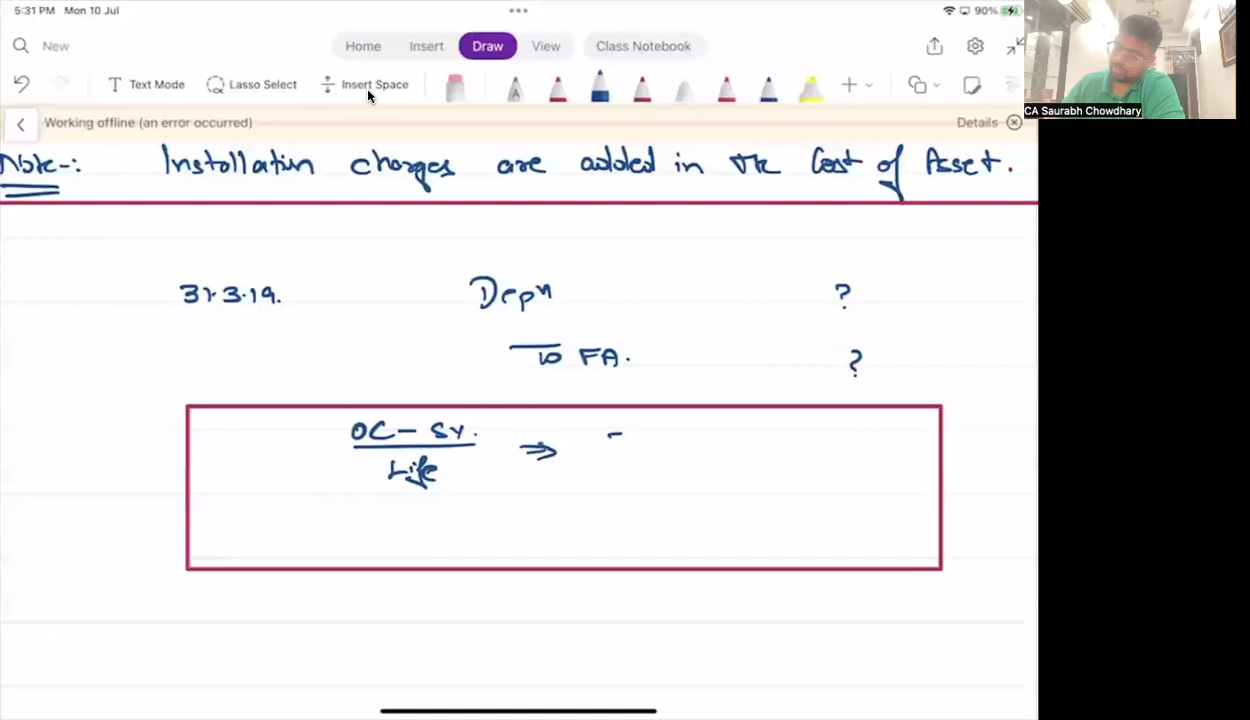 5:31 PM Mon 10 Jul 90%
New Home Insert Draw View Class Notebook
Text Mode Lasso Select Insert Space
CA Saurabh Chowdhary
Working offline (an error occurred) Details
Note-: Installation charges are added in the Cost of Asset.
31.3.19. Depn ?
To FA. ?
OC - SV.
Life